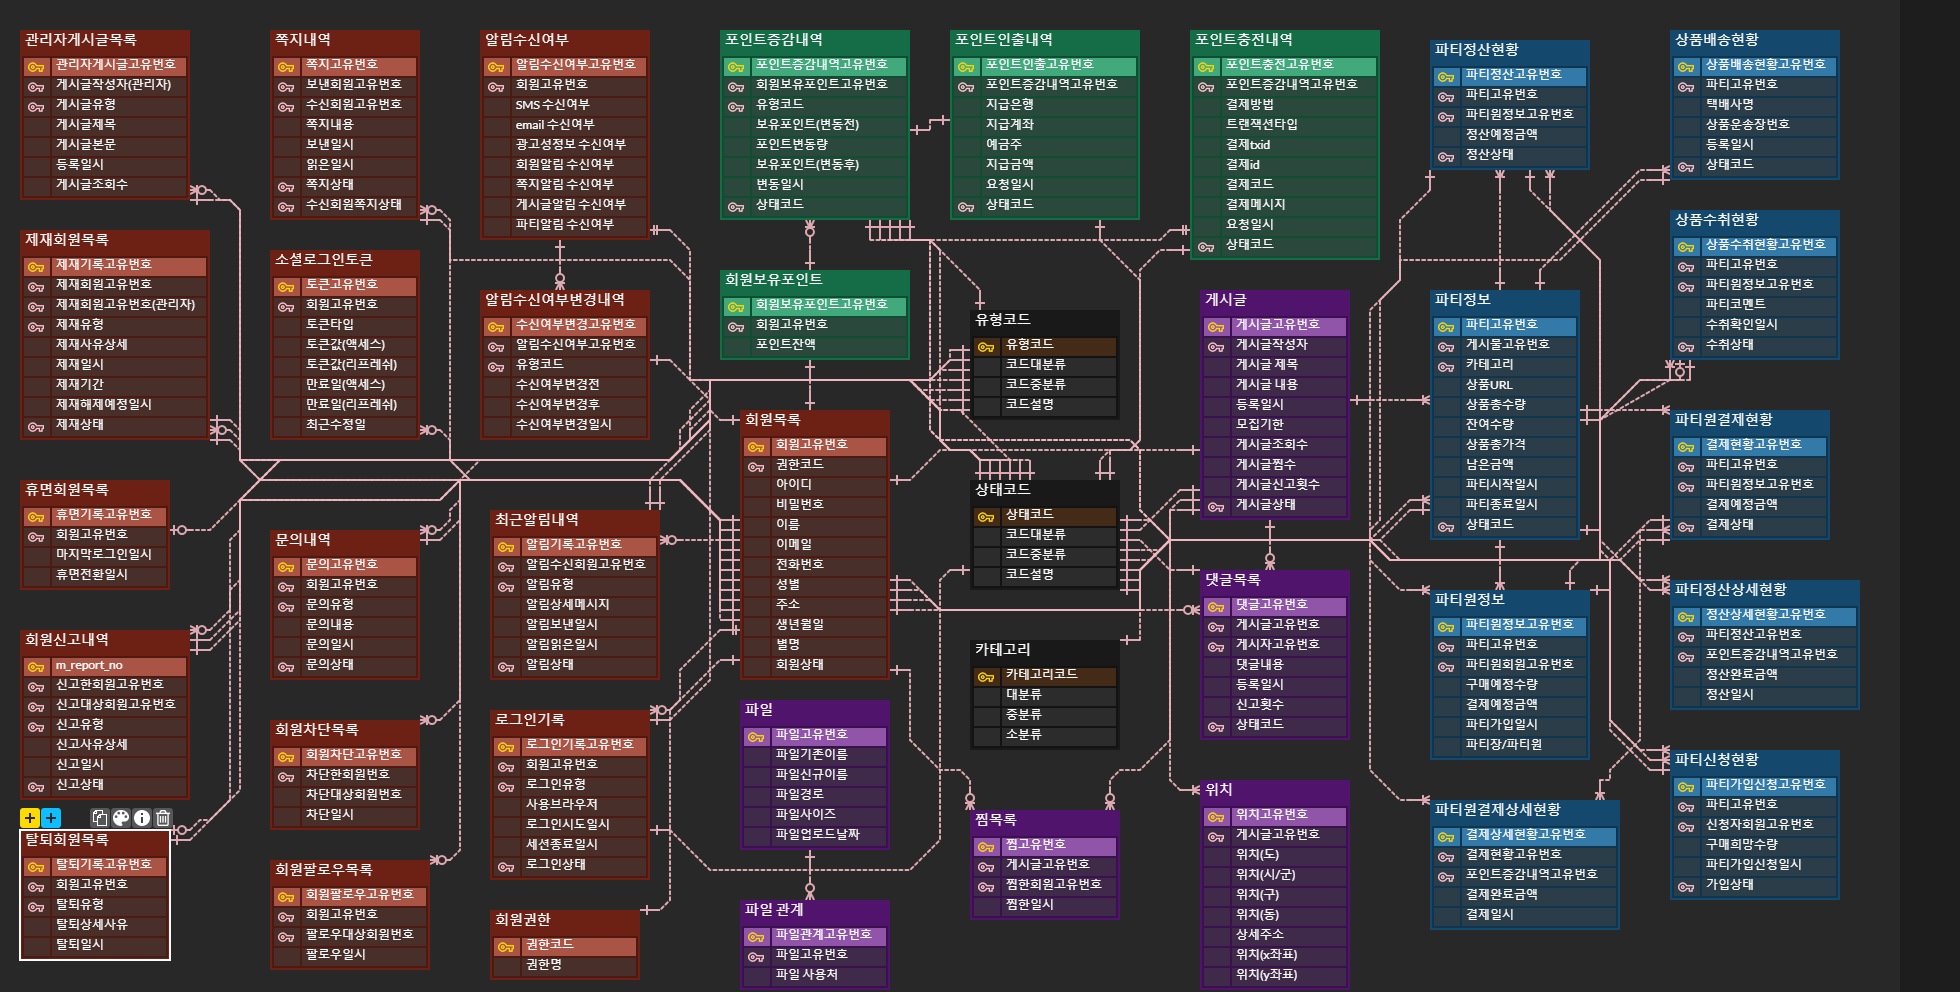 관리자게시글목록
관리자게시글고유번호
게시글작성자(관리자)
게시글유형
게시글제목
게시글본문
등록일시
게시글조회수
제재회원목록
제재기록고유번호
제재회원고유번호
제재회원고유번호(관리자)
제재유형
제재사유상세
제재일시
제재기간
제재해제예정일시
제재상태
휴면회원목록
휴면기록고유번호
회원고유번호
마지막로그인일시
휴면전환일시
회원신고내역
m_report_no
신고한회원고유번호
신고대상회원고유번호
신고유형
신고사유상세
신고일시
신고상태
탈퇴회원목록
탈퇴기록고유번호
회원고유번호
탈퇴유형
탈퇴상세사유
탈퇴일시
쪽지내역
쪽지고유번호
보낸회원고유번호
수신회원고유번호
쪽지내용
보낸일시
읽은일시
쪽지상태
수신회원쪽지상태
소셜로그인토큰
토큰고유번호
회원고유번호
토큰타입
토큰값(액세스)
토큰값(리프레쉬)
만료일(액세스)
만료일(리프레쉬)
최근수정일
문의내역
문의고유번호
회원고유번호
문의유형
문의내용
문의일시
문의상태
회원차단목록
회원차단고유번호
차단한회원번호
차단대상회원번호
차단일시
회원팔로우목록
회원팔로우고유번호
회원고유번호
팔로우대상회원번호
팔로우일시
알림수신여부
알림수신여부고유번호
회원고유번호
SMS 수신여부
email 수신여부
광고성정보 수신여부
회원알림 수신여부
쪽지알림 수신여부
게시글알림 수신여부
파티알림 수신여부
알림수신여부변경내역
수신여부변경고유번호
알림수신여부고유번호
유형코드
수신여부변경전
수신여부변경후
수신여부변경일시
최근알림내역
알림기록고유번호
알림수신회원고유번호
알림유형
알림상세메시지
알림보낸일시
알림읽은일시
알림상태
로그인기록
로그인기록고유번호
회원고유번호
로그인유형
사용브라우저
로그인시도일시
세션종료일시
로그인상태
회원권한
권한코드
권한명
포인트증감내역
포인트증감내역고유번호
회원보유포인트고유번호
유형코드
보유포인트(변동전)
포인트변동량
보유포인트(변동후)
변동일시
상태코드
회원보유포인트
회원보유포인트고유번호
회원고유번호
포인트잔액
회원목록
회원고유번호
권한코드
아이디
비밀번호
이름
이메일
전화번호
성별
주소
생년월일
별명
회원상태
파일
파일고유번호
파일기존이름
파일신규이름
파일경로
파일사이즈
파일업로드날짜
파일 관계
파일관계고유번호
파일고유번호
파일 사용처
포인트인출내역
포인트인출고유번호
포인트증감내역고유번호
지급은행
지급계좌
예금주
지급금액
요청일시
상태코드
유형코드
유형코드
코드대분류
코드중분류
코드설명
상태코드
상태코드
코드대분류
코드중분류
코드설명
카테고리
카테고리코드
대분류
중분류
소분류
찜목록
찜고유번호
게시글고유번호
찜한회원고유번호
찜한일시
포인트충전내역
포인트충전고유번호
포인트증감내역고유번호
결제방법
트랜잭션타입
결제txid
결제id
결제코드
결제메시지
요청일시
상태코드
게시글
게시글고유번호
게시글작성자
게시글 제목
게시글 내용
등록일시
모집기한
게시글조회수
게시글찜수
게시글신고횟수
게시글상태
댓글목록
댓글고유번호
게시글고유번호
게시자고유번호
댓글내용
등록일시
신고횟수
상태코드
위치
위치고유번호
게시글고유번호
위치(도)
위치(시/군)
위치(구)
위치(동)
상세주소
위치(x좌표)
위치(y좌표)
파티정산현황
파티정산고유번호
파티고유번호
파티원정보고유번호
정산예정금액
정산상태
파티정보
파티고유번호
게시물고유번호
카테고리
상품URL
상품총수량
잔여수량
상품총가격
남은금액
파티시작일시
파티종료일시
상태코드
파티원정보
파티원정보고유번호
파티고유번호
파티원회원고유번호
구매예정수량
결제예정금액
파티가입일시
파티장/파티원
파티원결제상세현황
결제상세현황고유번호
결제현황고유번호
포인트증감내역고유번호
결제완료금액
결제일시
상품배송현황
상품배송현황고유번호
파티고유번호
택배사명
상품운송장번호
등록일시
상태코드
상품수취현황
상품수취현황고유번호
파티고유번호
파티원정보고유번호
파티코멘트
수취확인일시
수취상태
파티원결제현황
결제현황고유번호
파티고유번호
파티원정보고유번호
결제예정금액
결제상태
파티정산상세현황
정산상세현황고유번호
파티정산고유번호
포인트증감내역고유번호
정산완료금액
정산일시
파티신청현황
파티가입신청고유번호
파티고유번호
신청자회원고유번호
구매희망수량
파티가입신청일시
가입상태